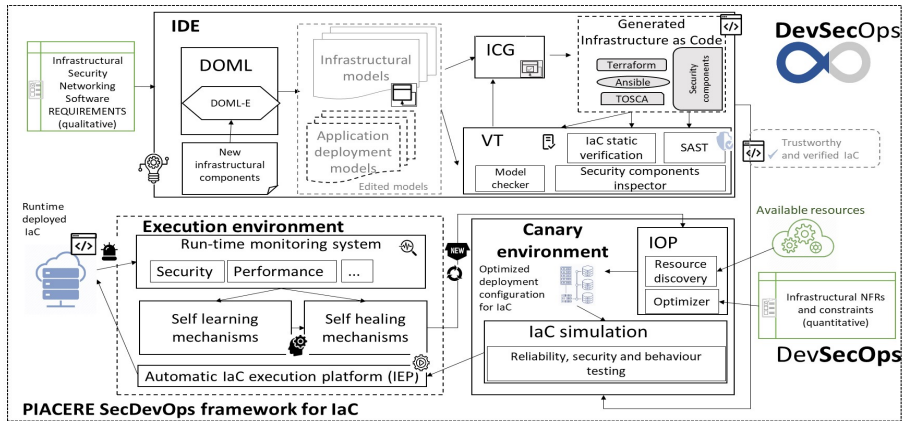 IDE
Generated
Infrastructure as Code
</>
DevSecOps
Infrastructural
Security
Networking
Software
REQUIREMENTS
(qualitative)
DOML
DOML-E
New
infrastructural
components
Infrastructural
models
Application
deployment
models
Edited models
ICG
Terraform
Ansible
TOSCA
Security
components
VT
IaC static
verification
SAST
Model
checker
Security components
inspector
</>
Trustworthy
and verified IaC
Runtime
deployed
IaC
</>
Execution environment
Run-time monitoring system
Security
Performance
...
Self learning
mechanisms
Self healing
mechanisms
Automatic IaC execution platform (IEP)
NEW
Canary
environment
Optimized
deployment
configuration
for IaC
IOP
Resource
discovery
Optimizer
IaC simulation
Reliability, security and behaviour
testing
Available resources
Infrastructural NFRs
and constraints
(quantitative)
DevSecOps
PIACERE SecDevOps framework for IaC